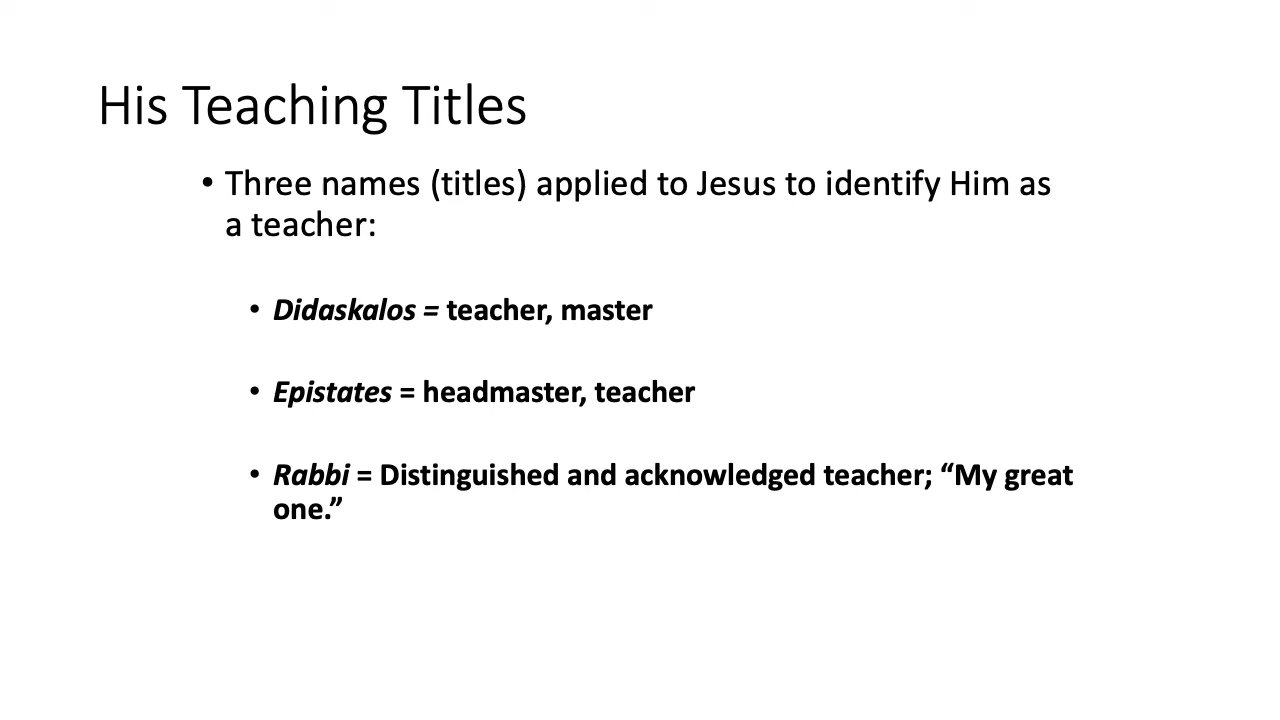 His Teaching Titles
• Three names (titles) applied to Jesus to identify Him as
a teacher:
• Didaskalos = teacher, master
• Epistates = headmaster, teacher
• Rabbi = Distinguished and acknowledged teacher; “My great
one.”